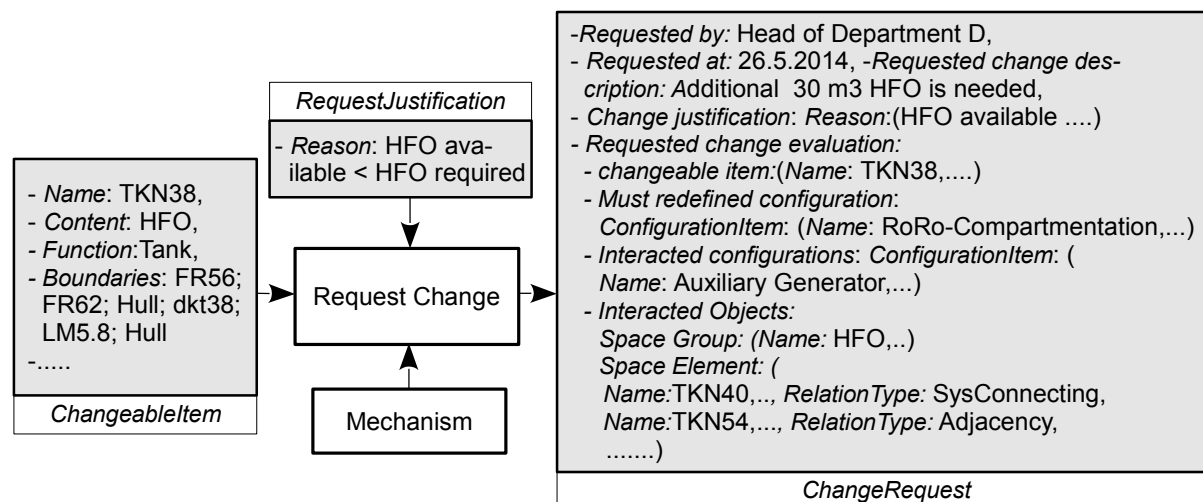 - Name: TKN38,
- Content: HFO,
- Function:Tank,
- Boundaries: FR56;
FR62; Hull; dkt38;
LM5.8; Hull
-.....
ChangeableItem
RequestJustification
- Reason: HFO ava-
ilable < HFO required
Request Change
Mechanism
-Requested by: Head of Department D,
- Requested at: 26.5.2014, -Requested change des-
cription: Additional 30 m3 HFO is needed,
- Change justification: Reason:(HFO available ....)
- Requested change evaluation:
- changeable item:(Name: TKN38,....)
- Must redefined configuration:
ConfigurationItem: (Name: RoRo-Compartmentation,...)
- Interacted configurations: ConfigurationItem: (
Name: Auxiliary Generator,...)
- Interacted Objects:
Space Group: (Name: HFO,..)
Space Element: (
Name:TKN40,.., RelationType: SysConnecting,
Name:TKN54,..., RelationType: Adjacency,
.......)
ChangeRequest